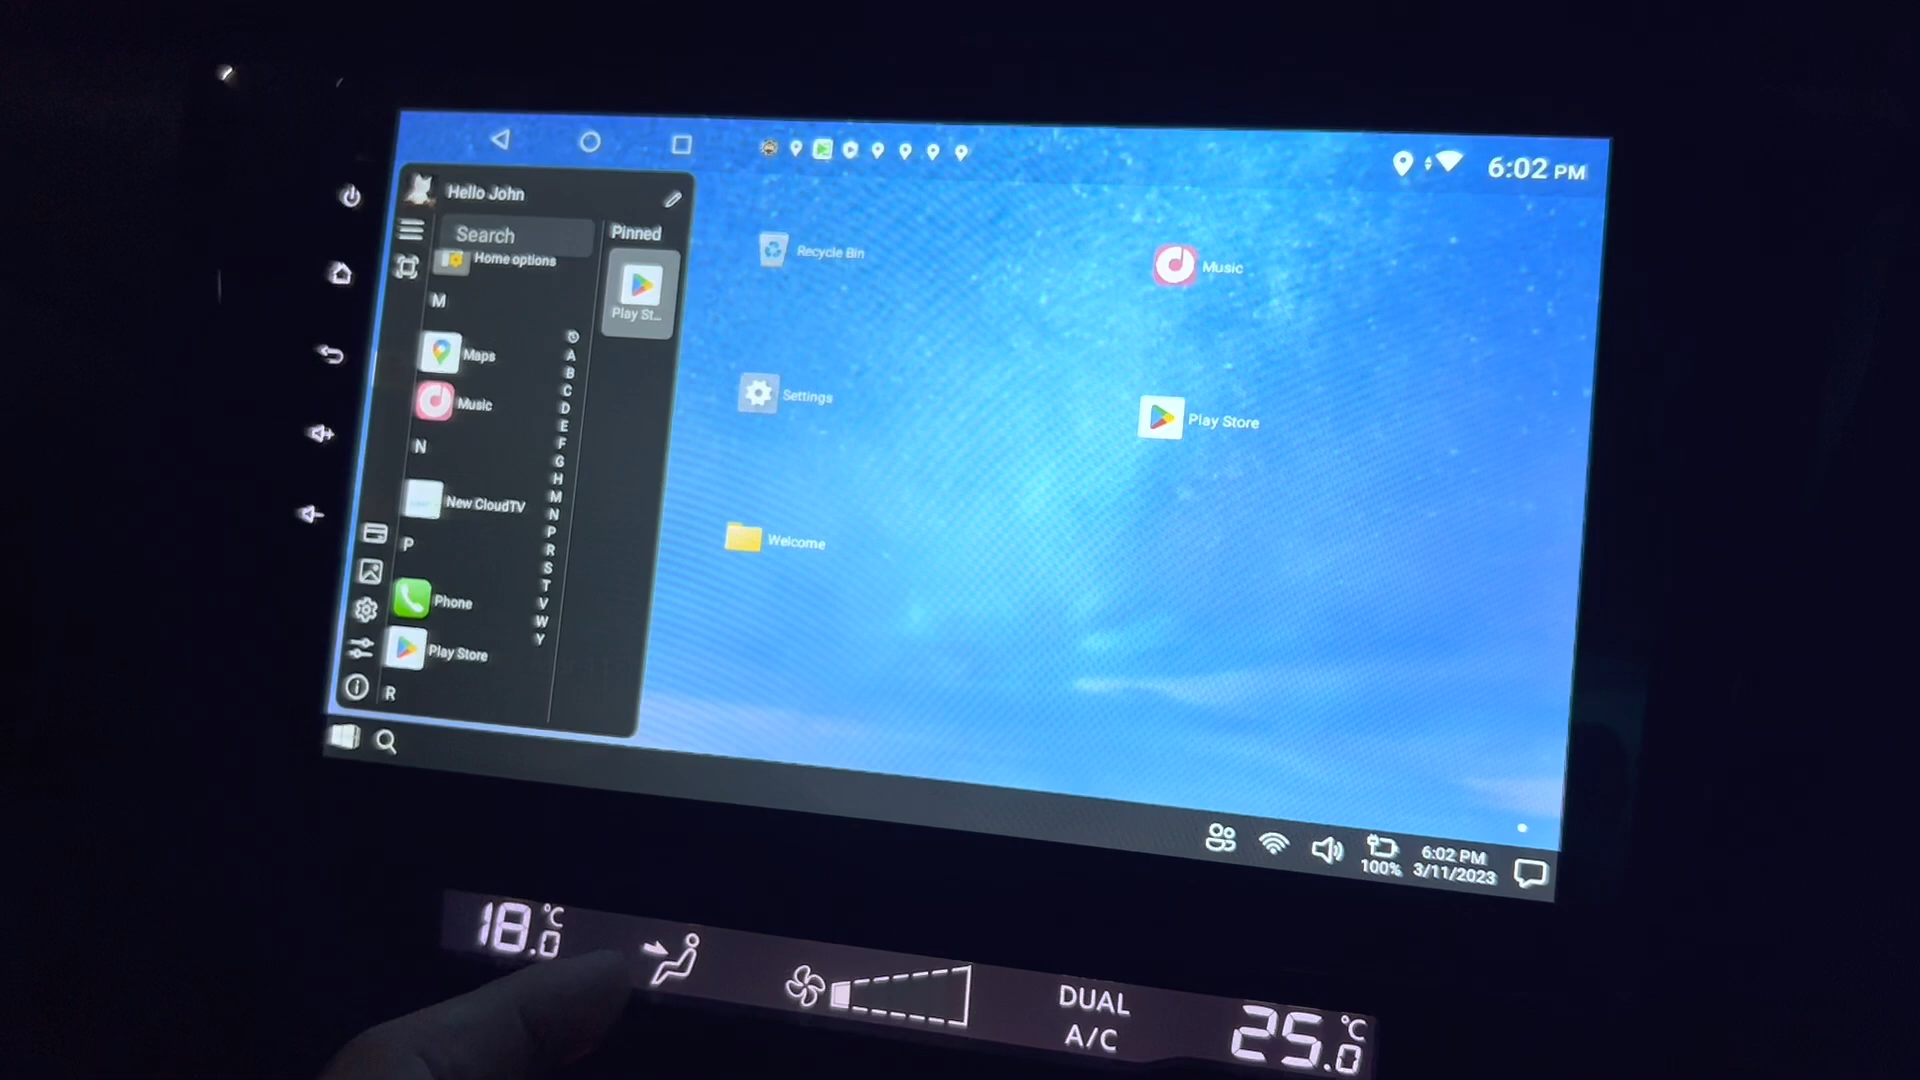 6:02 PM
Hello John
Search
Pinned
Home options
Play St...
M
Maps
Music
N
New CloudTV
P
Phone
Play Store
R
A
B
C
D
E
F
G
H
M
N
P
R
S
T
V
W
Y
Recycle Bin
Music
Settings
Play Store
Welcome
100%
6:02 PM
3/11/2023
18.0 °C
DUAL
A/C
25.0 °C